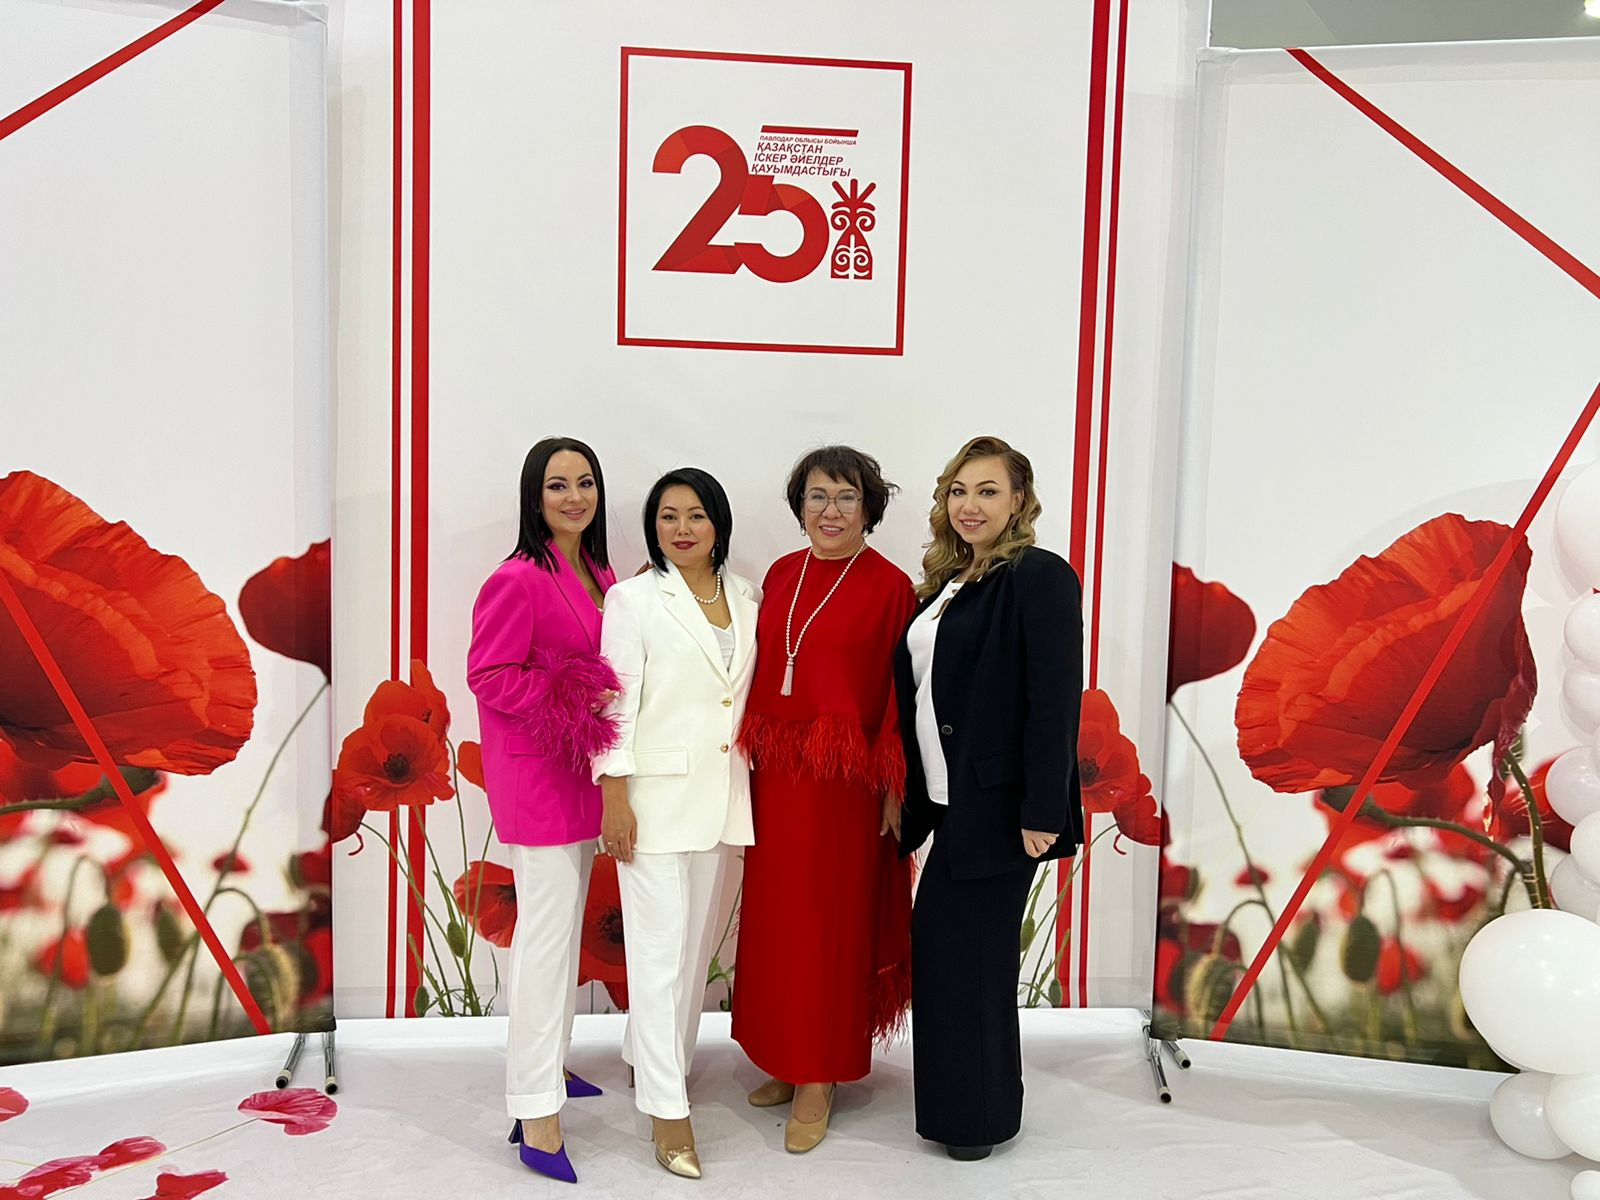 25
ПАВЛОДАР ОБЛЫСЫ БОЙЫНША
ҚАЗАҚСТАН
ІСКЕР ӘЙЕЛДЕР
ҚАУЫМДАСТЫҒЫ